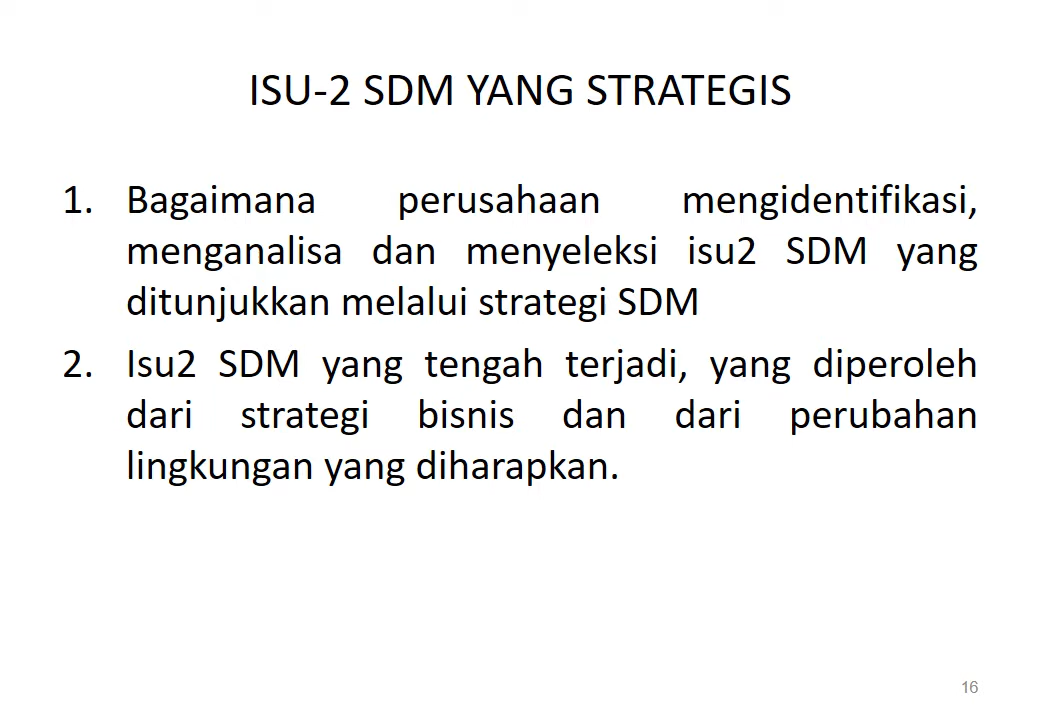 ISU-2 SDM YANG STRATEGIS
1. Bagaimana perusahaan mengidentifikasi,
menganalisa dan menyeleksi isu2 SDM yang
ditunjukkan melalui strategi SDM
2. Isu2 SDM yang tengah terjadi, yang diperoleh
dari strategi bisnis dan dari perubahan
lingkungan yang diharapkan.
16